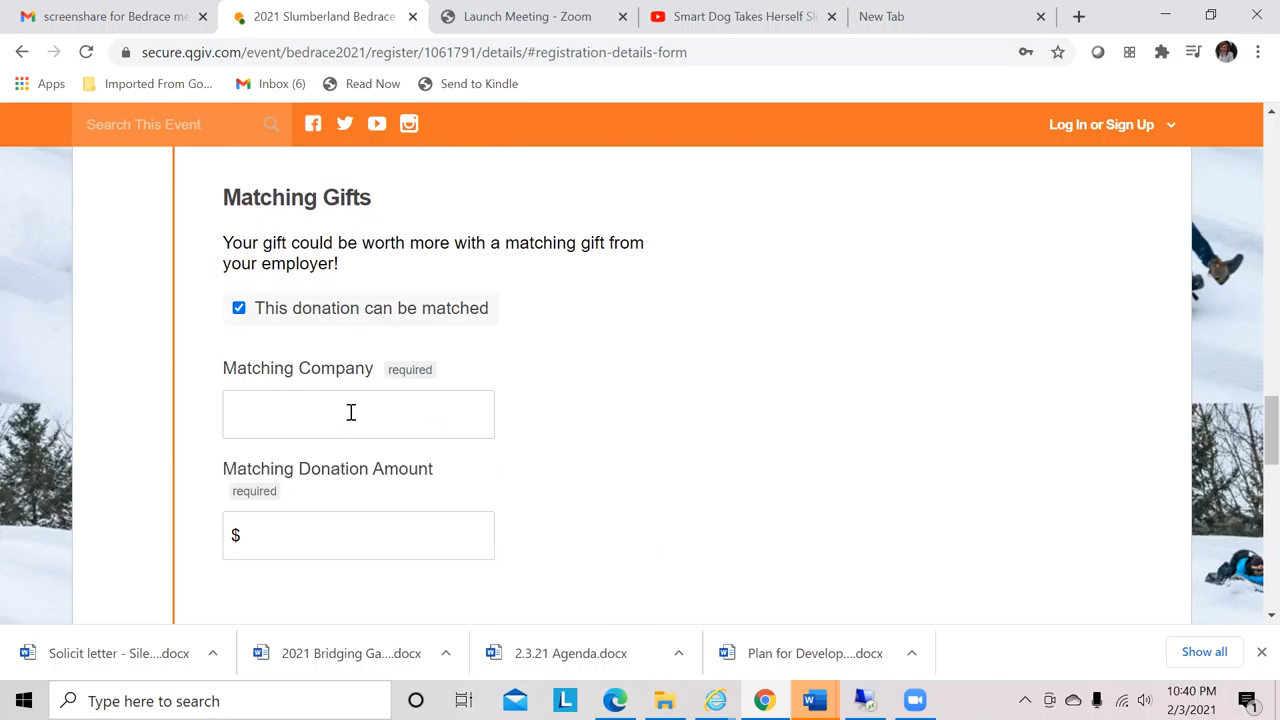 screenshare for Bedrace me
2021 Slumberland Bedrace
Launch Meeting - Zoom
Smart Dog Takes Herself Sl
New Tab
secure.qgiv.com/event/bedrace2021/register/1061791/details/#registration-details-form
Apps
Imported From Go...
Inbox (6)
Read Now
Send to Kindle
Search This Event
Log In or Sign Up
Matching Gifts
Your gift could be worth more with a matching gift from
your employer!
This donation can be matched
Matching Company required
Matching Donation Amount
required
$
Solicit letter - Sile....docx
2021 Bridging Ga....docx
2.3.21 Agenda.docx
Plan for Develop....docx
Show all
Type here to search
10:40 PM
2/3/2021